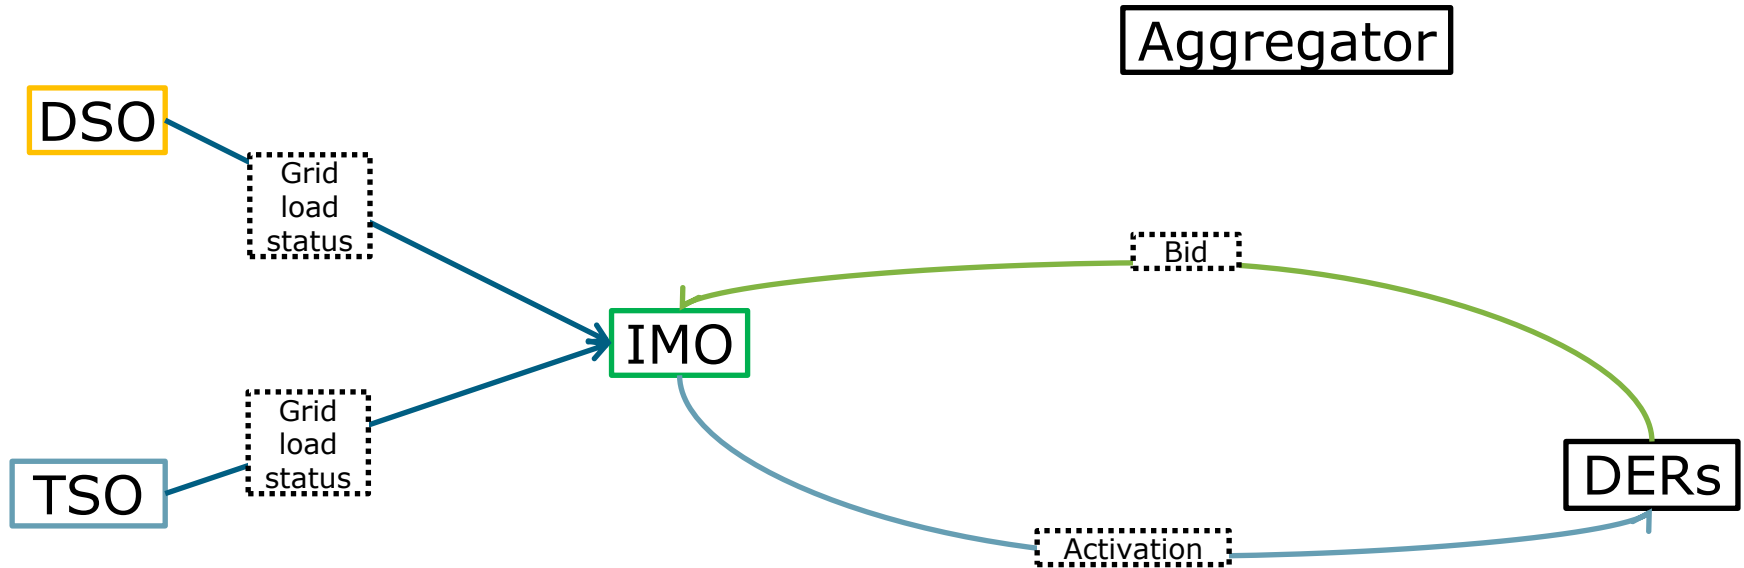 Aggregator
DSO
Grid
load
status
Bid
IMO
Grid
load
status
TSO
DERs
Activation